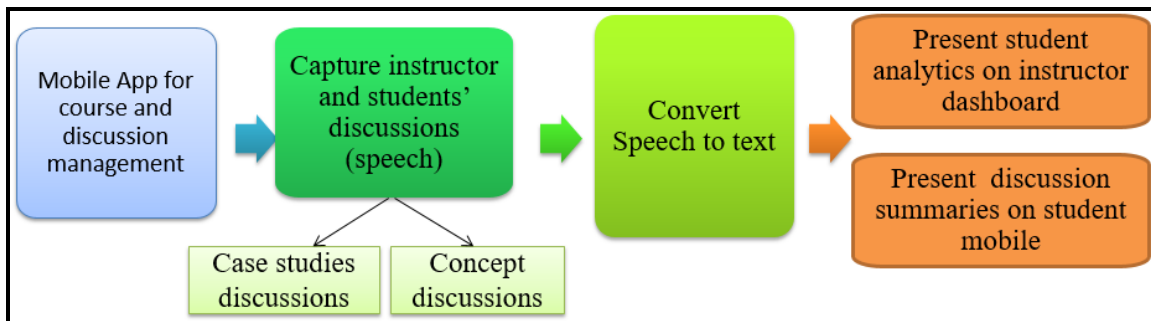 Mobile App for
course and
discussion
management
Capture instructor
and students’
discussions
(speech)
Case studies
discussions
Concept
discussions
Convert
Speech to text
Present student
analytics on instructor
dashboard
Present discussion
summaries on student
mobile